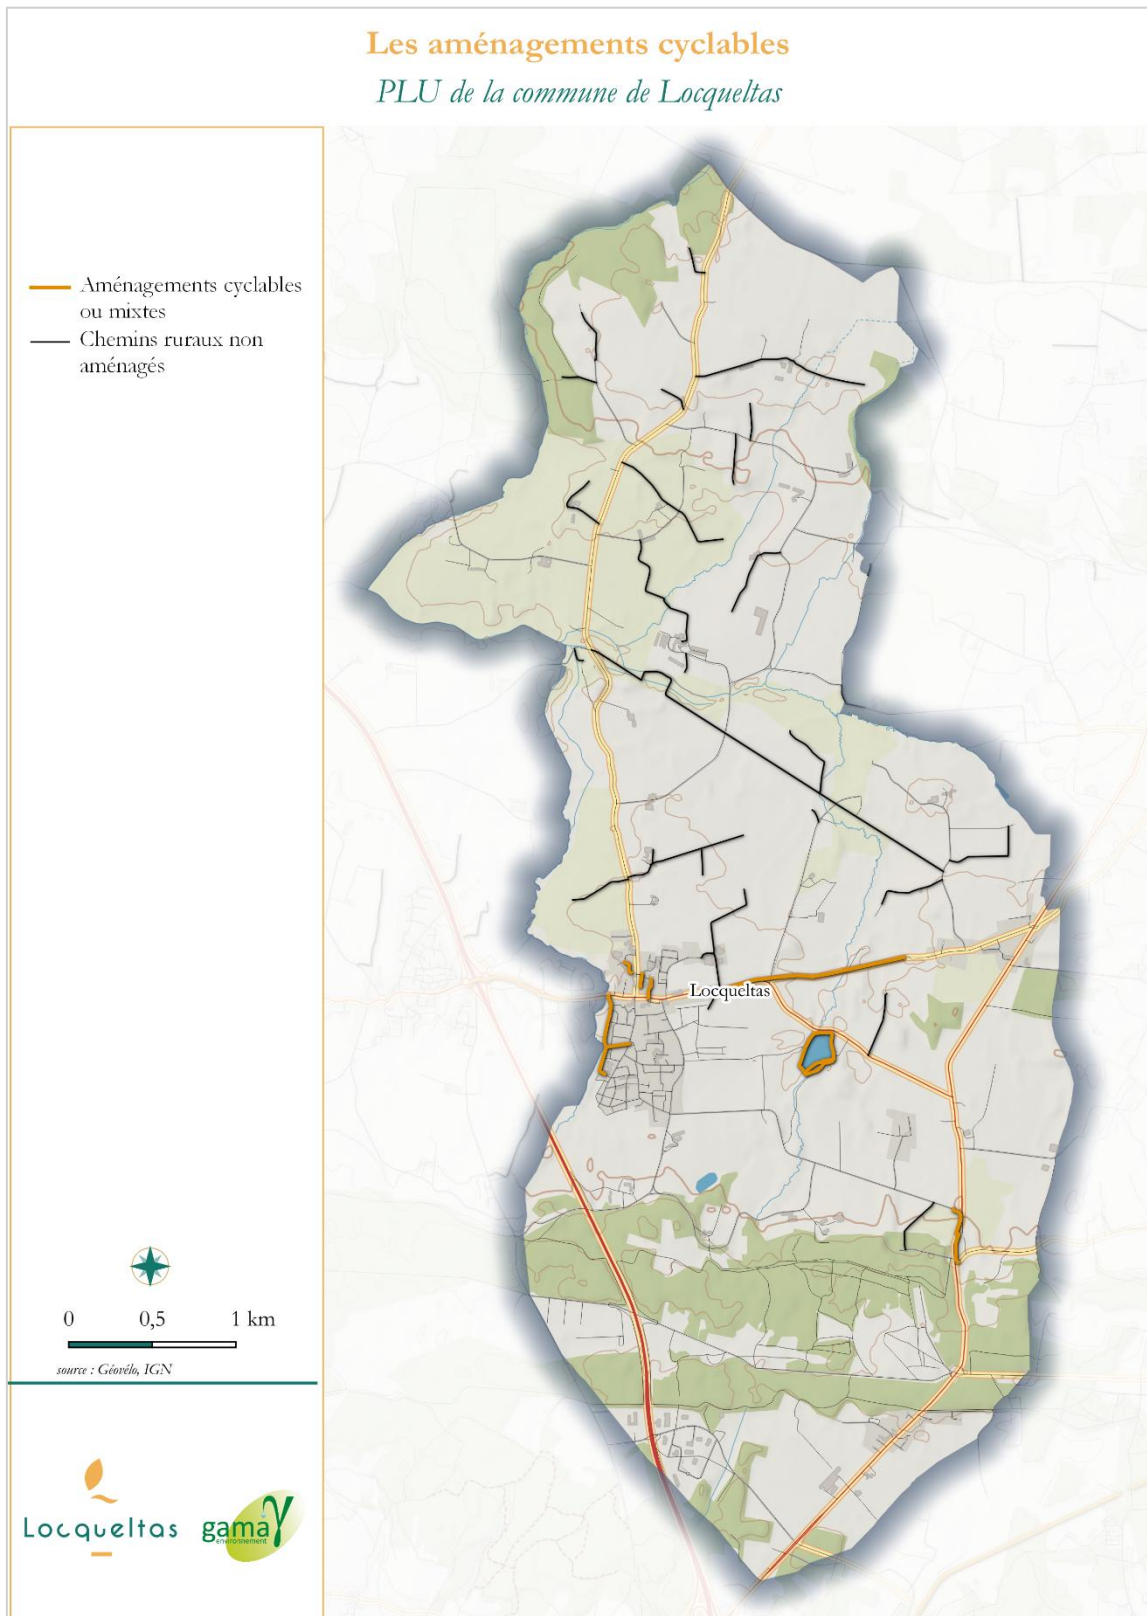 Les aménagements cyclables
PLU de la commune de Locqueltas
Aménagements cyclables
ou mixtes
Chemins ruraux non
aménagés
Locqueltas
0 0,5 1 km
source : Géovélo, IGN
Locqueltas
gama
environnement